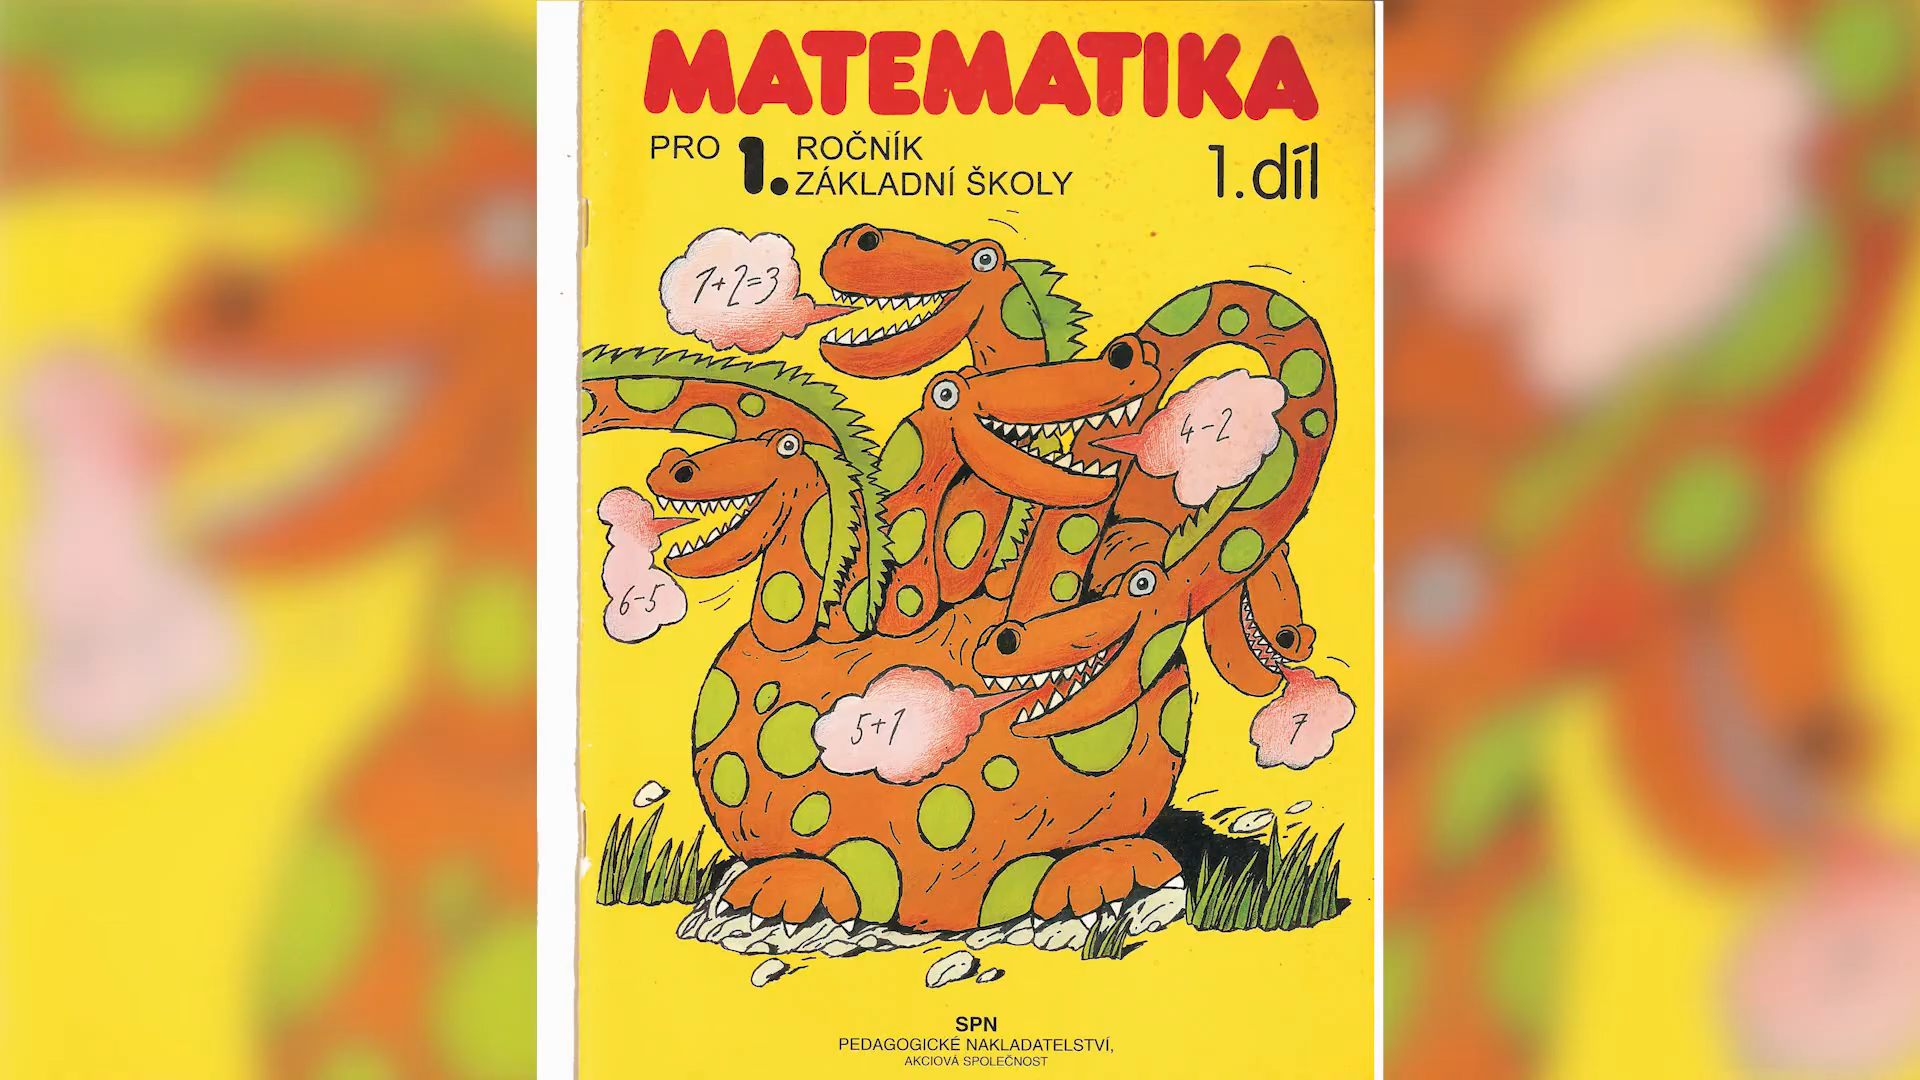 MATEMATIKA
PRO 1. ROČNÍK
ZÁKLADNÍ ŠKOLY
1. díl
1+2=3
4-2
6-5
5+1
7
SPN
PEDAGOGICKÉ NAKLADATELSTVÍ,
AKCIOVÁ SPOLEČNOST